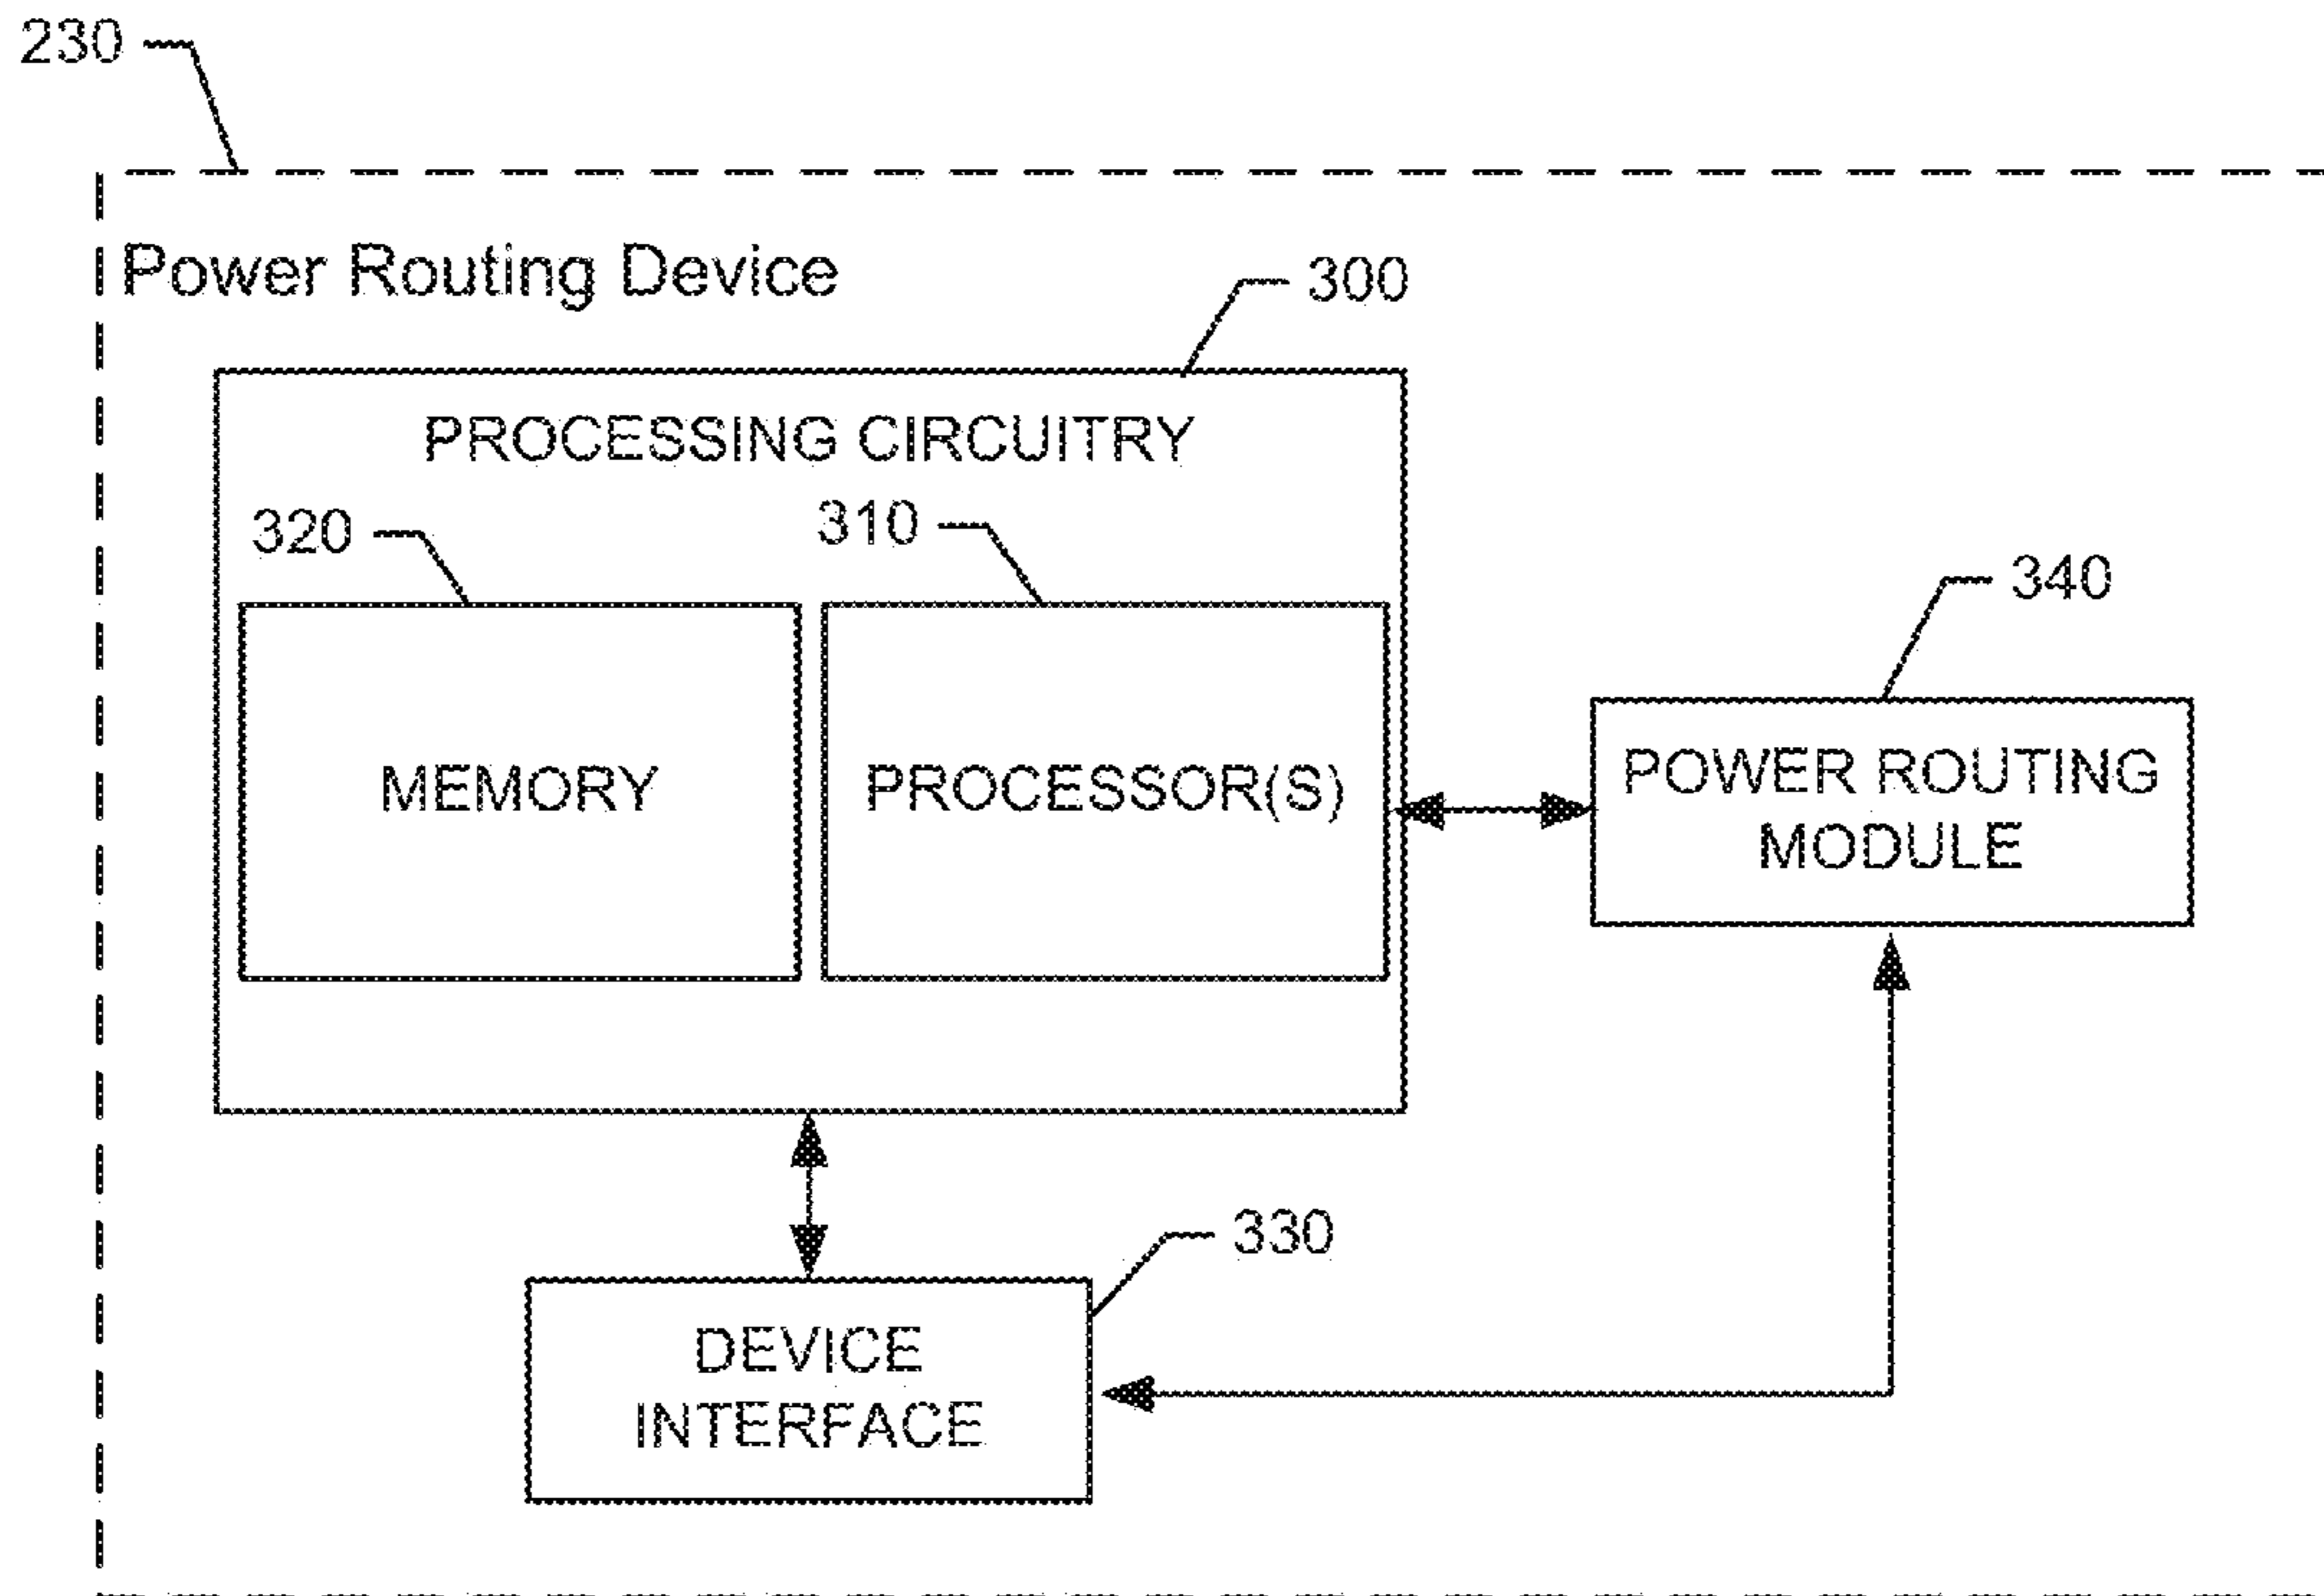 230
Power Routing Device
300
PROCESSING CIRCUITRY
320
310
340
MEMORY
PROCESSOR(S)
POWER ROUTING
MODULE
330
DEVICE
INTERFACE